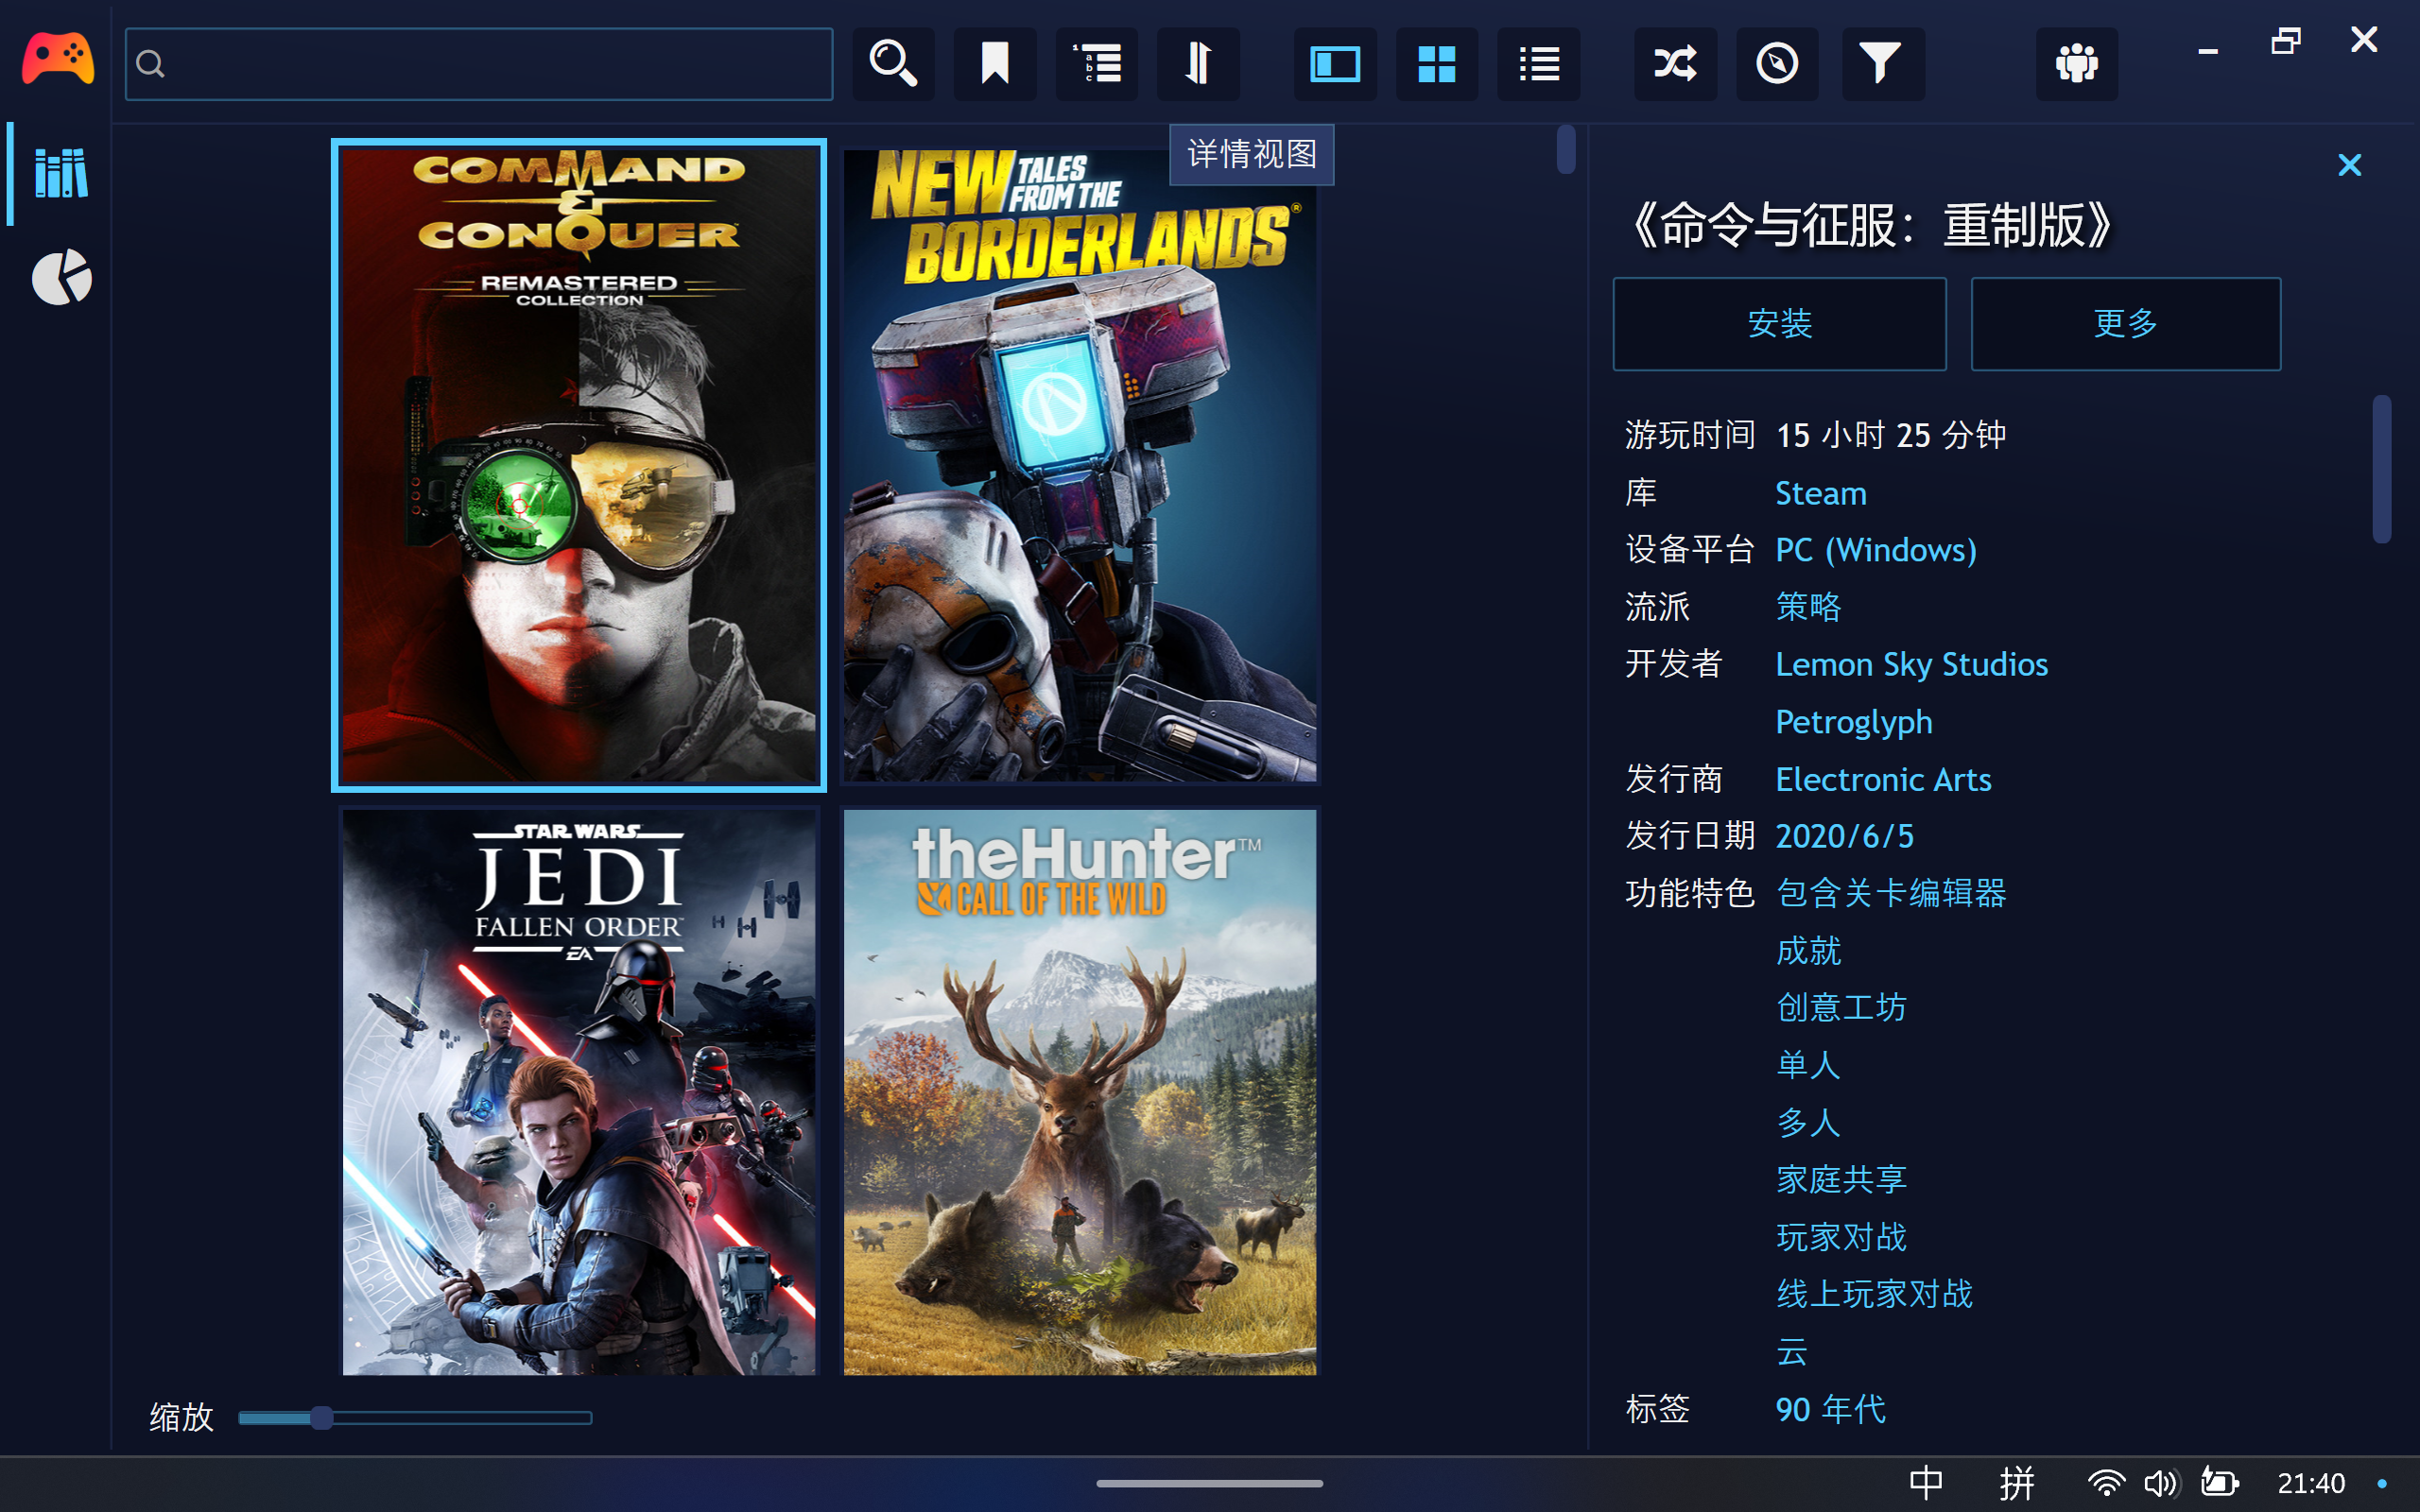 详情视图
COMMAND
&
CONQUER
REMASTERED
COLLECTION
NEW TALES
FROM THE
BORDERLANDS®
STAR WARS
JEDI
FALLEN ORDER™
EA
theHunter™
CALL OF THE WILD
缩放
《命令与征服：重制版》
安装 更多
游玩时间 15 小时 25 分钟
库 Steam
设备平台 PC (Windows)
流派 策略
开发者 Lemon Sky Studios
Petroglyph
发行商 Electronic Arts
发行日期 2020/6/5
功能特色 包含关卡编辑器
成就
创意工坊
单人
多人
家庭共享
玩家对战
线上玩家对战
云
标签 90 年代
中 拼 21:40